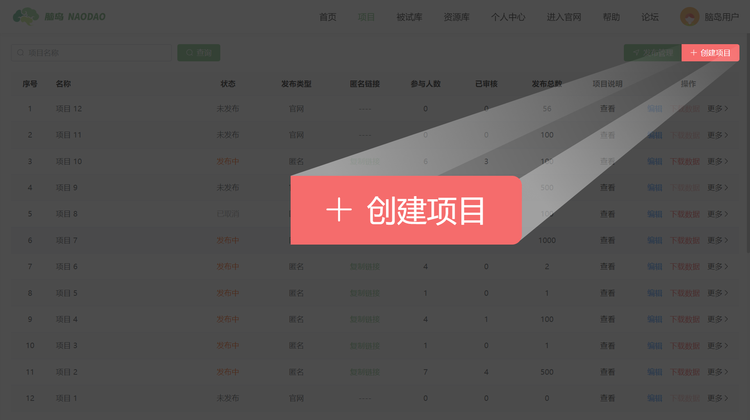 脑岛 NAODAO 首页 项目 被试库 资源库 个人中心 进入官网 帮助 论坛 脑岛用户
项目名称 + 创建项目
序号 名称 状态 发布类型 匿名链接 参与人数 已审核 发布总数 项目说明 操作
1 项目 12 未发布 官网 ---- 0 0 56 查看 编辑 下载数据 更多
2 项目 11 未发布 官网 ---- 0 0 100 查看 编辑 下载数据 更多
3 项目 10 发布中 匿名 复制链接 3 100 查看 编辑 下载数据 更多
4 项目 9 未发布 查看 编辑 下载数据 更多
+ 创建项目
5 项目 8 查看 编辑 下载数据 更多
6 项目 7 发布中 1000 查看 编辑 下载数据 更多
7 项目 6 发布中 匿名 复制链接 4 0 2 查看 编辑 下载数据 更多
8 项目 5 发布中 匿名 复制链接 1 0 1 查看 编辑 下载数据 更多
9 项目 4 发布中 匿名 复制链接 4 1 100 查看 编辑 下载数据 更多
10 项目 3 发布中 匿名 复制链接 1 0 1 查看 编辑 下载数据 更多
11 项目 2 发布中 匿名 复制链接 7 4 500 查看 编辑 下载数据 更多
12 项目 1 未发布 官网 ---- 0 0 0 查看 编辑 下载数据 更多